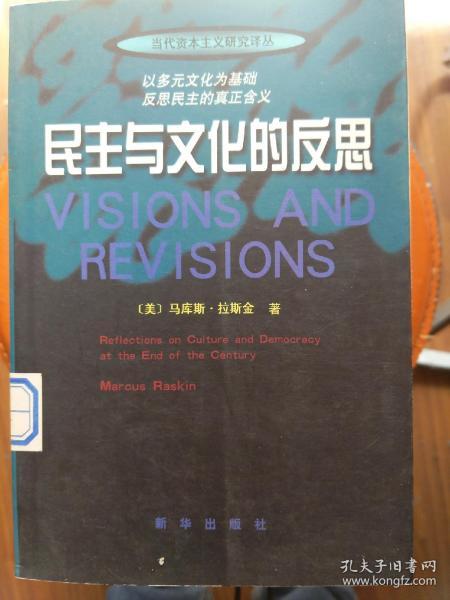 当代资本主义研究译丛
以多元文化为基础
反思民主的真正含义
民主与文化的反思
VISIONS AND
REVISIONS
〔美〕马库斯·拉斯金 著
Reflections on Culture and Democracy
at the End of the Century
Marcus Raskin
新华出版社
孔夫子旧书网
www.kongfz.com